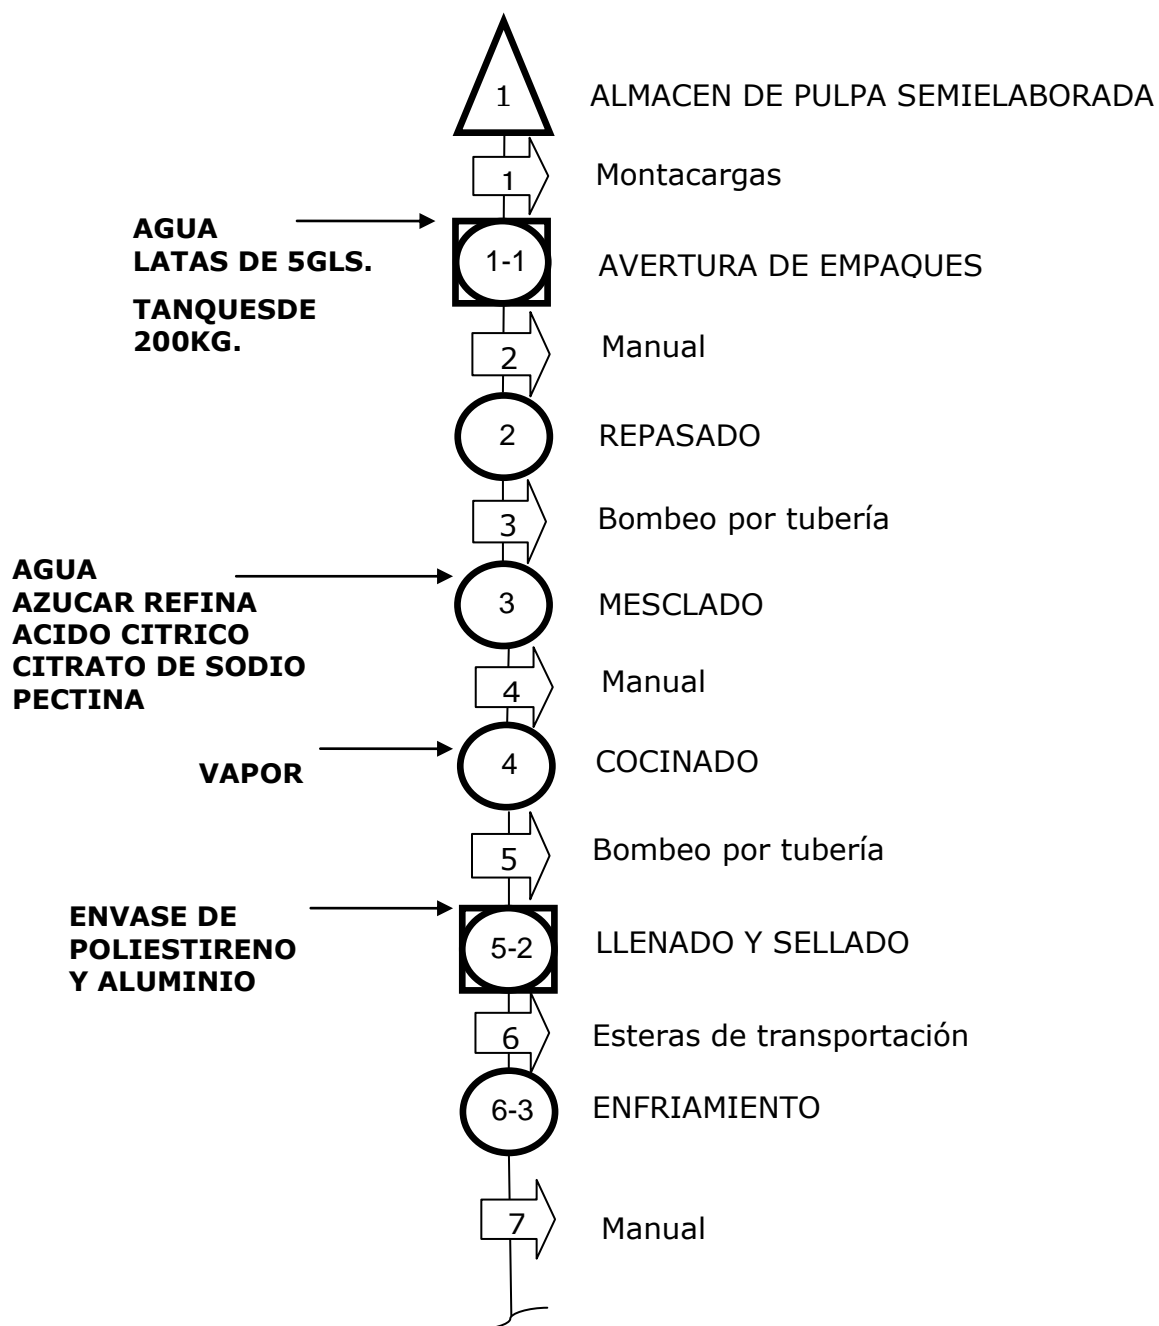 1
ALMACEN DE PULPA SEMIELABORADA
1
Montacargas
AGUA
LATAS DE 5GLS.
TANQUESDE
200KG.
1-1
AVERTURA DE EMPAQUES
2
Manual
2
REPASADO
3
Bombeo por tubería
AGUA
AZUCAR REFINA
ACIDO CITRICO
CITRATO DE SODIO
PECTINA
3
MESCLADO
4
Manual
VAPOR
4
COCINADO
5
Bombeo por tubería
ENVASE DE
POLIESTIRENO
Y ALUMINIO
5-2
LLENADO Y SELLADO
6
Esteras de transportación
6-3
ENFRIAMIENTO
7
Manual